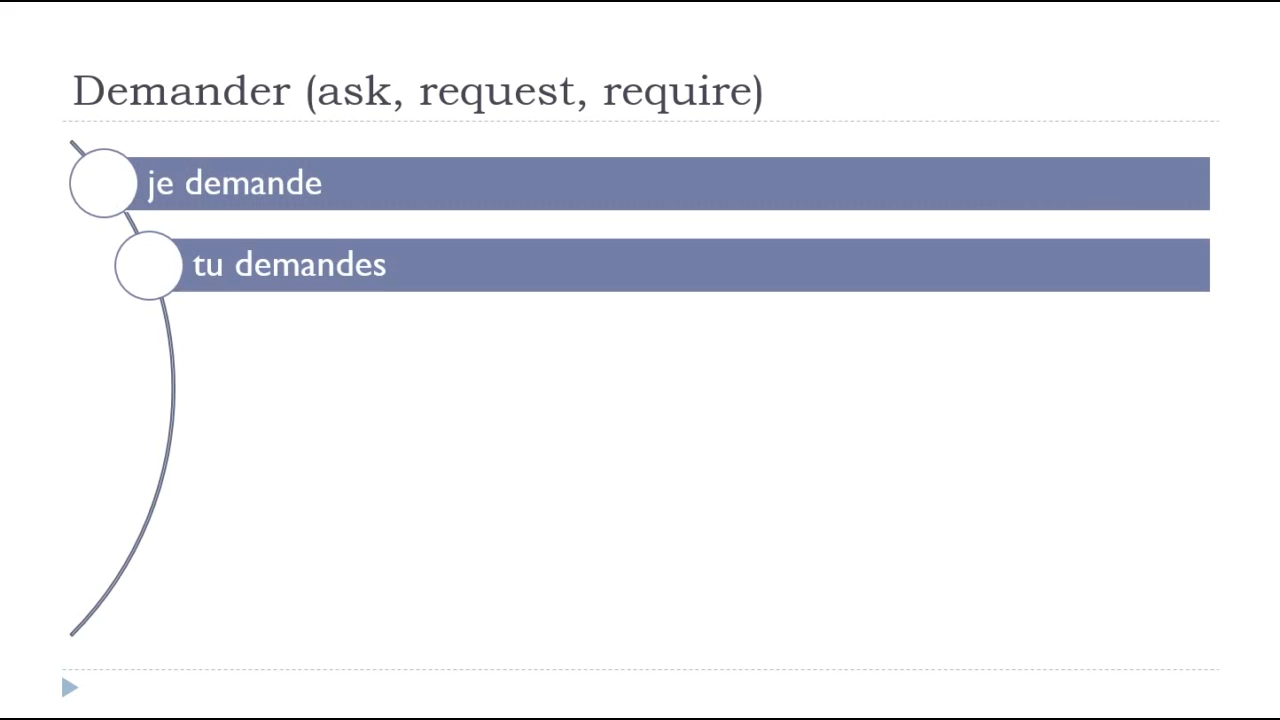 Demander (ask, request, require)
je demande
tu demandes